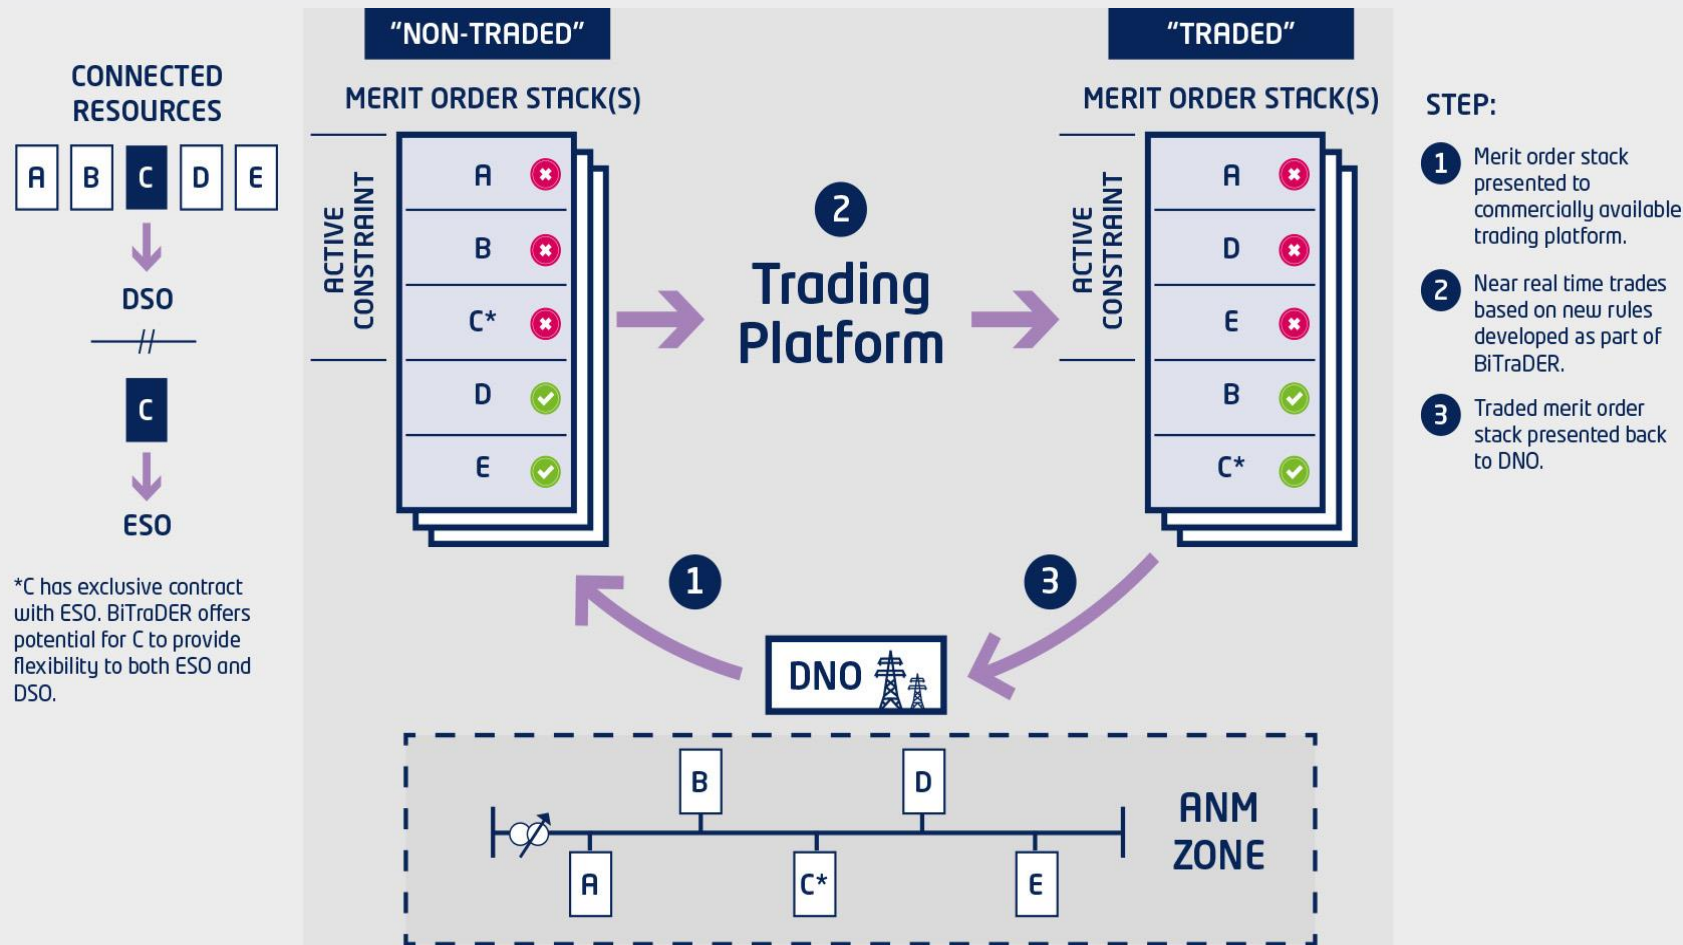 CONNECTED
RESOURCES
A B C D E
DSO
C
ESO
*C has exclusive contract
with ESO. BiTraDER offers
potential for C to provide
flexibility to both ESO and
DSO.
“NON-TRADED”
MERIT ORDER STACK(S)
ACTIVE
CONSTRAINT
A
B
C*
D
E
2
Trading
Platform
“TRADED”
MERIT ORDER STACK(S)
ACTIVE
CONSTRAINT
A
D
E
B
C*
1
3
DNO
B
D
A
C*
E
ANM
ZONE
STEP:
1 Merit order stack
presented to
commercially available
trading platform.
2 Near real time trades
based on new rules
developed as part of
BiTraDER.
3 Traded merit order
stack presented back
to DNO.